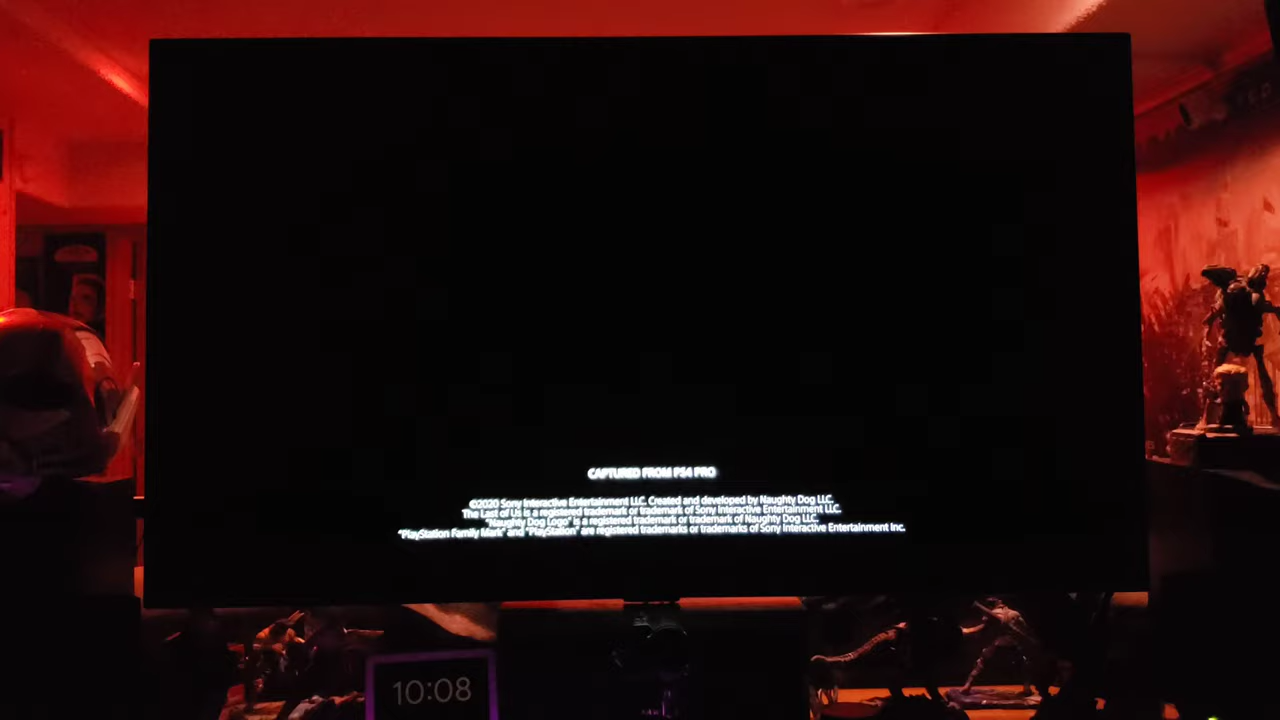 CAPTURED FROM PS4 PRO
©2020 Sony Interactive Entertainment LLC. Created and developed by Naughty Dog LLC.
The Last of Us is a registered trademark or trademark of Sony Interactive Entertainment LLC.
"Naughty Dog Logo" is a registered trademark or trademark of Naughty Dog LLC.
"PlayStation Family Mark" and "PlayStation" are registered trademarks or trademarks of Sony Interactive Entertainment Inc.
10:08